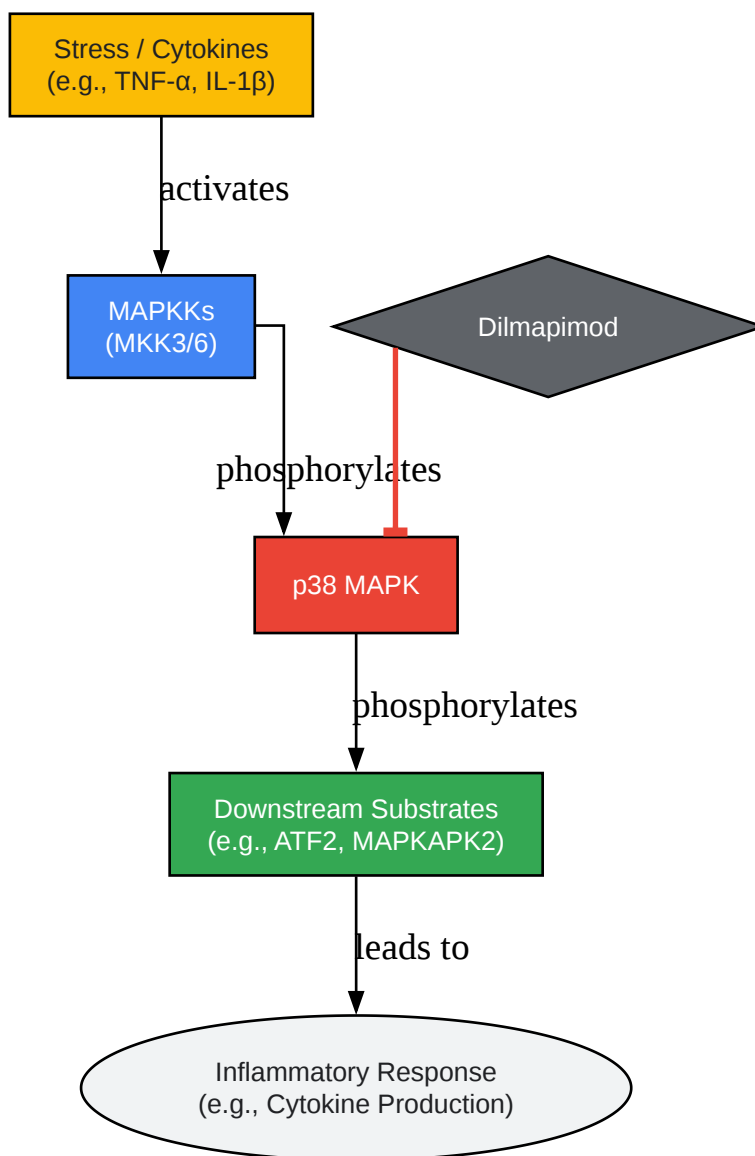 Stress / Cytokines
(e.g., TNF-α, IL-1β)
activates
MAPKKs
(MKK3/6)
Dilmapimod
phosphorylates
p38 MAPK
phosphorylates
Downstream Substrates
(e.g., ATF2, MAPKAPK2)
leads to
Inflammatory Response
(e.g., Cytokine Production)